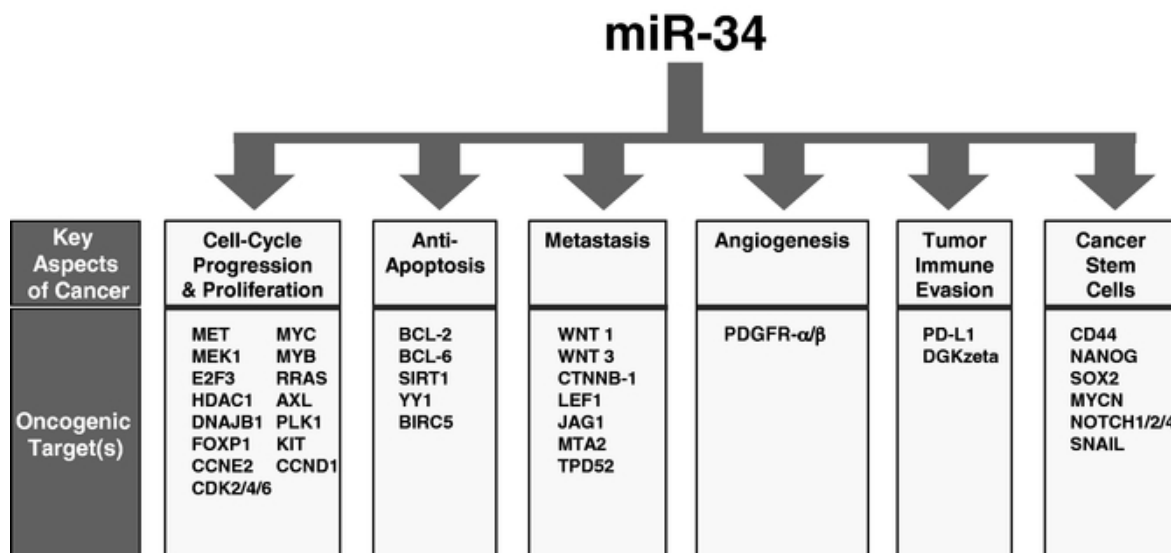 miR-34
Key
Aspects
of Cancer
Cell-Cycle
Progression
& Proliferation
Anti-
Apoptosis
Metastasis
Angiogenesis
Tumor
Immune
Evasion
Cancer
Stem
Cells
Oncogenic
Target(s)
MET MYC
MEK1 MYB
E2F3 RRAS
HDAC1 AXL
DNAJB1 PLK1
FOXP1 KIT
CCNE2 CCND1
CDK2/4/6
BCL-2
BCL-6
SIRT1
YY1
BIRC5
WNT 1
WNT 3
CTNNB-1
LEF1
JAG1
MTA2
TPD52
PDGFR-α/β
PD-L1
DGKzeta
CD44
NANOG
SOX2
MYCN
NOTCH1/2/4
SNAIL